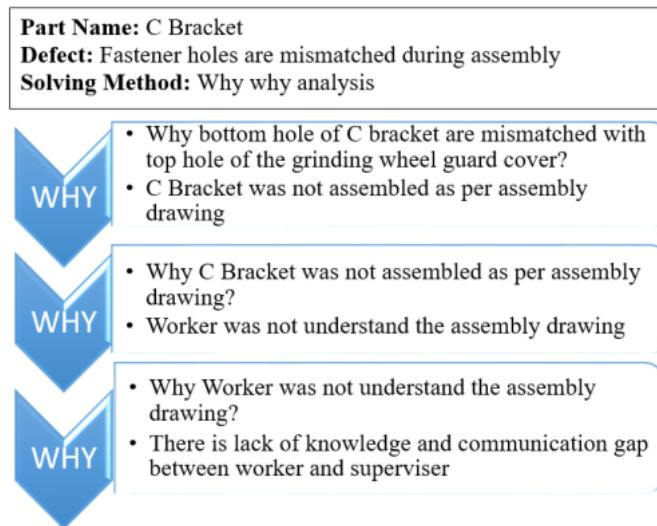 Part Name: C Bracket
Defect: Fastener holes are mismatched during assembly
Solving Method: Why why analysis
WHY
• Why bottom hole of C bracket are mismatched with
top hole of the grinding wheel guard cover?
• C Bracket was not assembled as per assembly
drawing
WHY
• Why C Bracket was not assembled as per assembly
drawing?
• Worker was not understand the assembly drawing
WHY
• Why Worker was not understand the assembly
drawing?
• There is lack of knowledge and communication gap
between worker and superviser